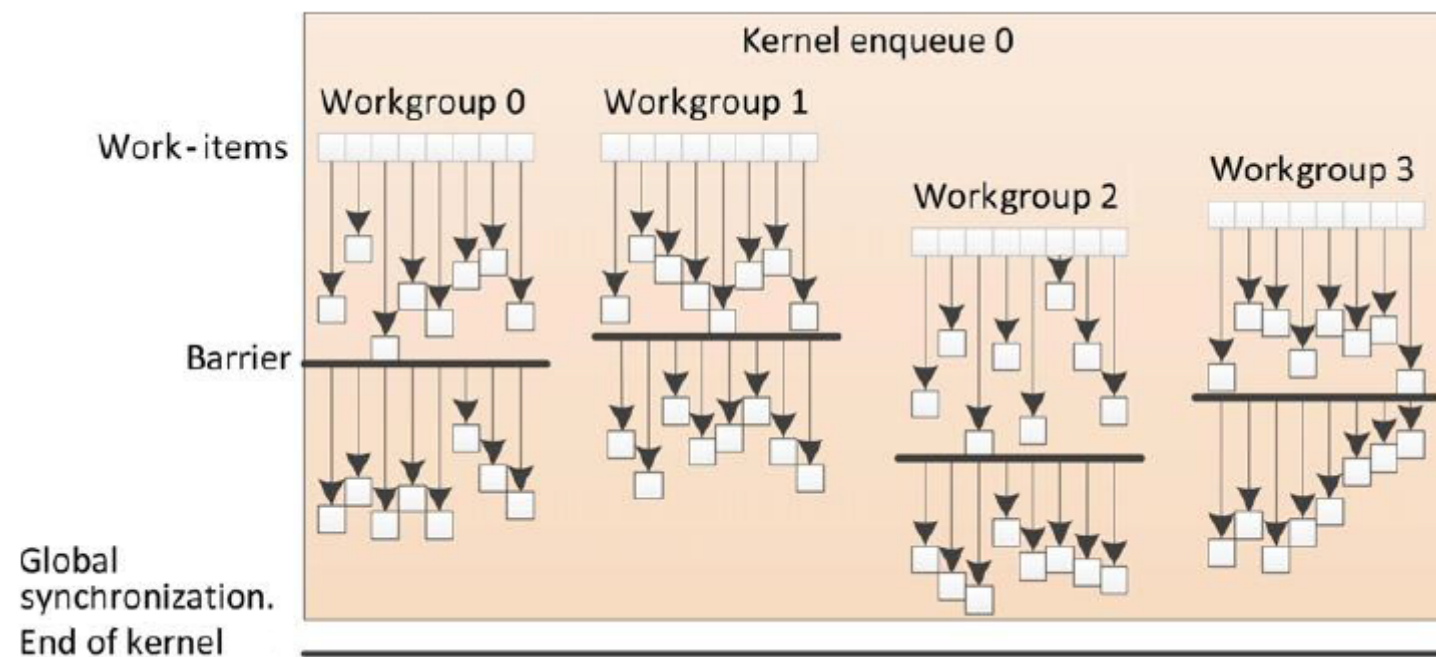 Kernel enqueue 0
Workgroup 0
Workgroup 1
Work-items
Workgroup 3
Workgroup 2
Barrier
Global
synchronization.
End of kernel